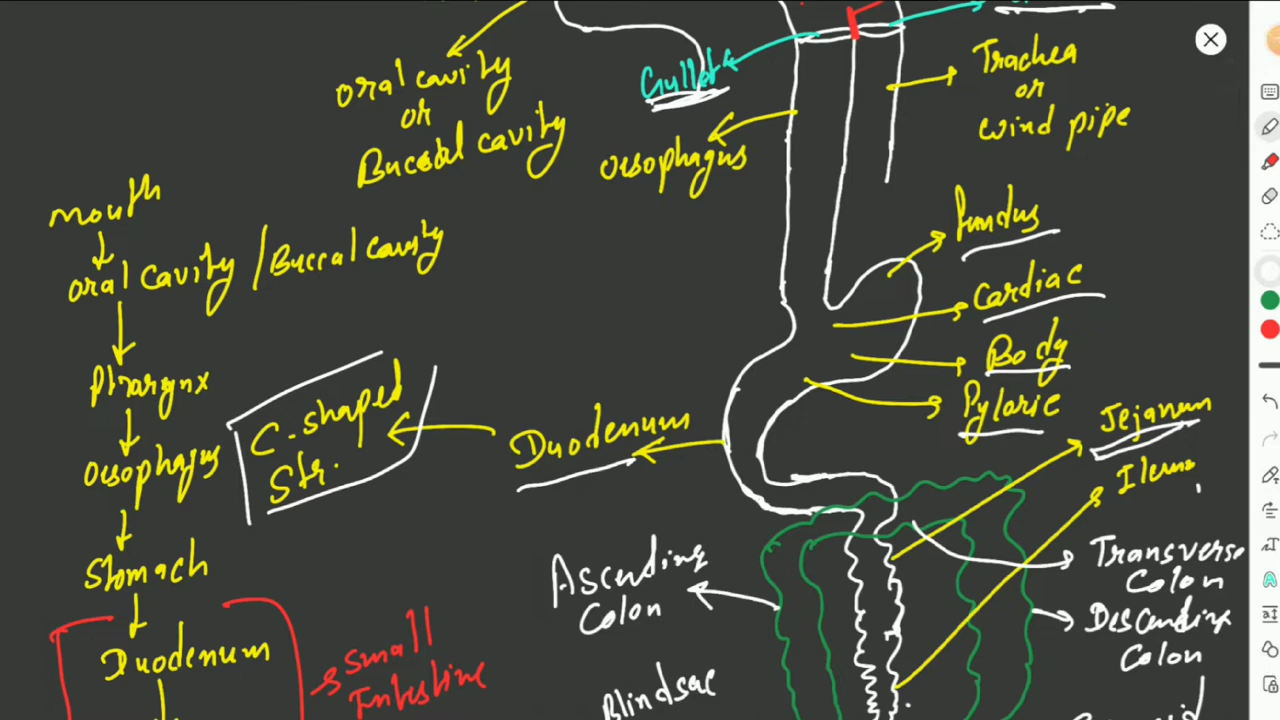 oral cavity
or
Buccal cavity
Gullet
Trachea
or
wind pipe
oesophagus
mouth
oral cavity / Buccal cavity
Pharynx
oesophagus
Stomach
Duodenum
Small
Intestine
C-shaped
Str.
Duodenum
fundus
Cardiac
Body
Pyloric
Jejanum
Ileum
Transverse
Colon
Descending
Colon
Ascending
Colon
Blindsac